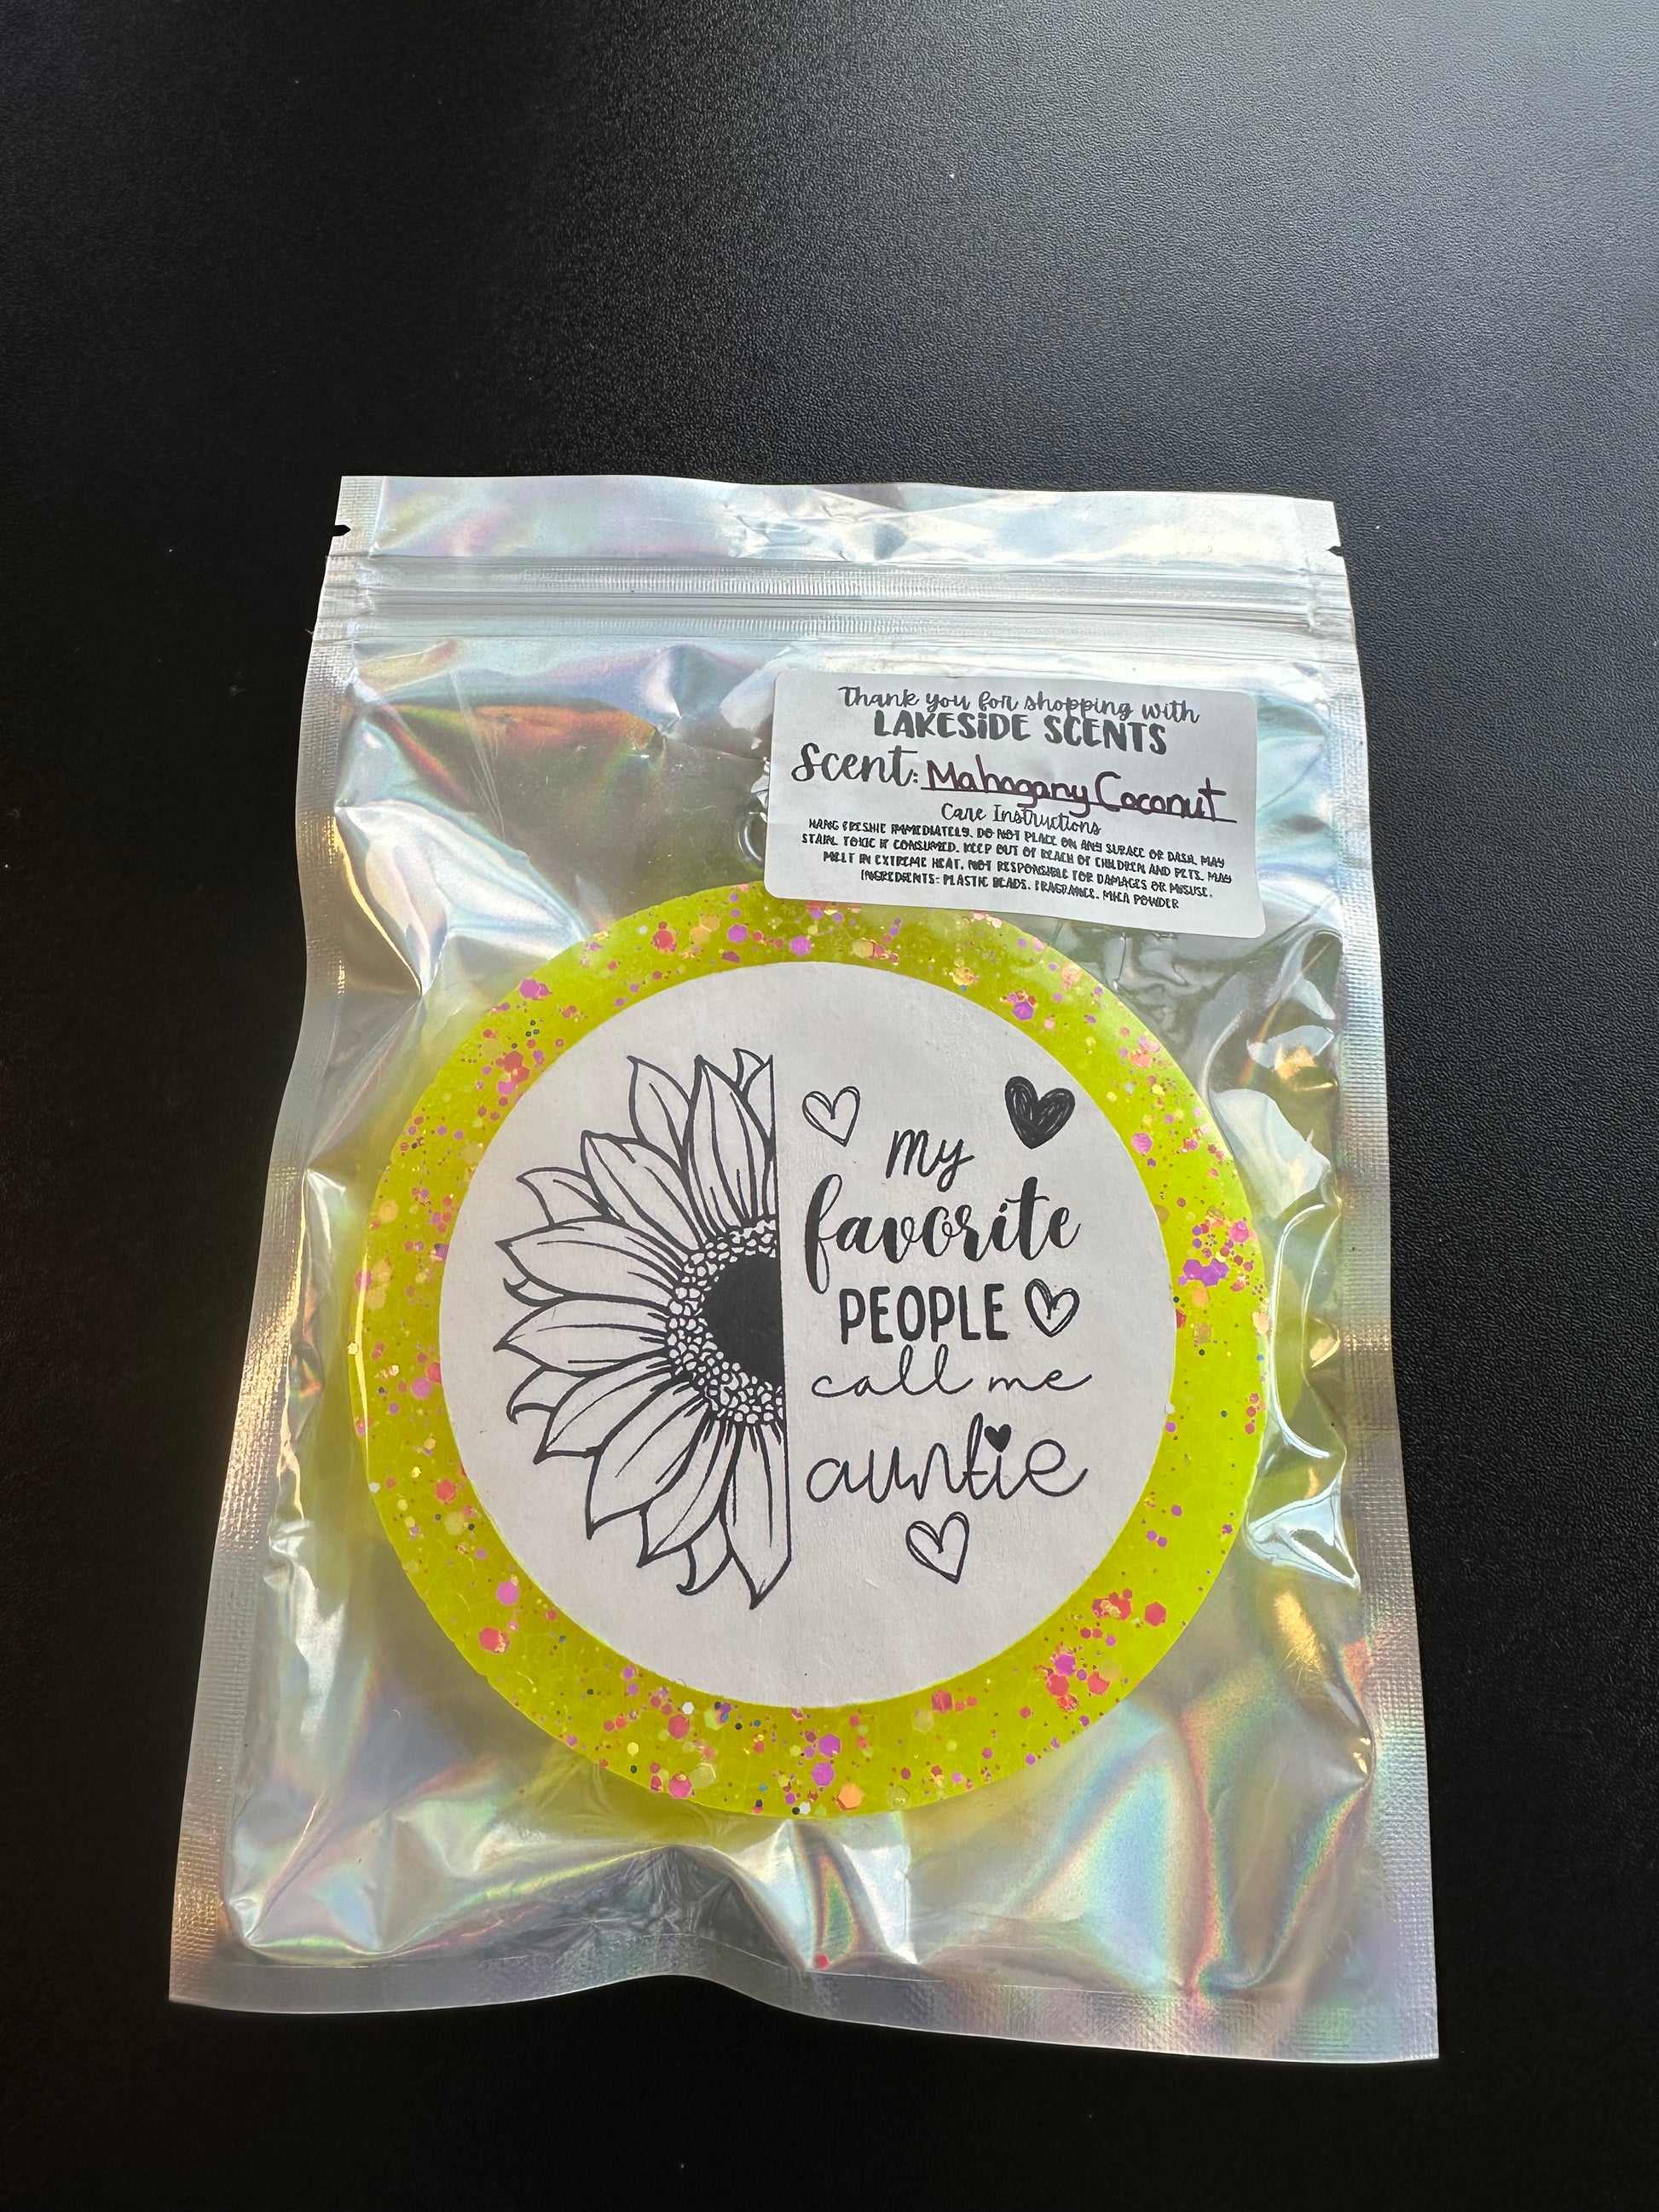 Thank you for shopping with
LAKESIDE SCENTS
Scent: Mahogany Coconut
Care Instructions
HANG FRESHIE IMMEDIATELY. DO NOT PLACE ON ANY SURFACE OR DASH. MAY
STAIN. TOXIC IF CONSUMED. KEEP OUT OF REACH OF CHILDREN AND PETS. MAY
MELT IN EXTREME HEAT. NOT RESPONSIBLE FOR DAMAGES OR MISUSE.
INGREDIENTS: PLASTIC BEADS, FRAGRANCE, MICA POWDER
My
favorite
PEOPLE
call me
auntie